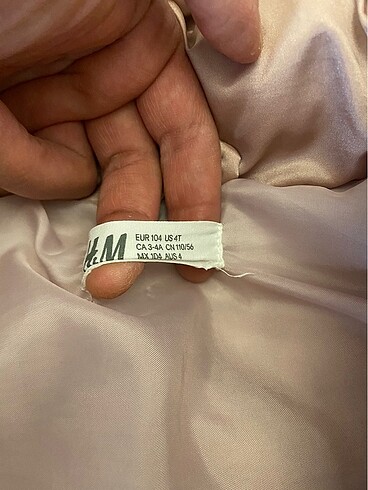 H&M
EUR 104 US 4T
CA 3-4A CN 110/56
MX 104 AUS 4